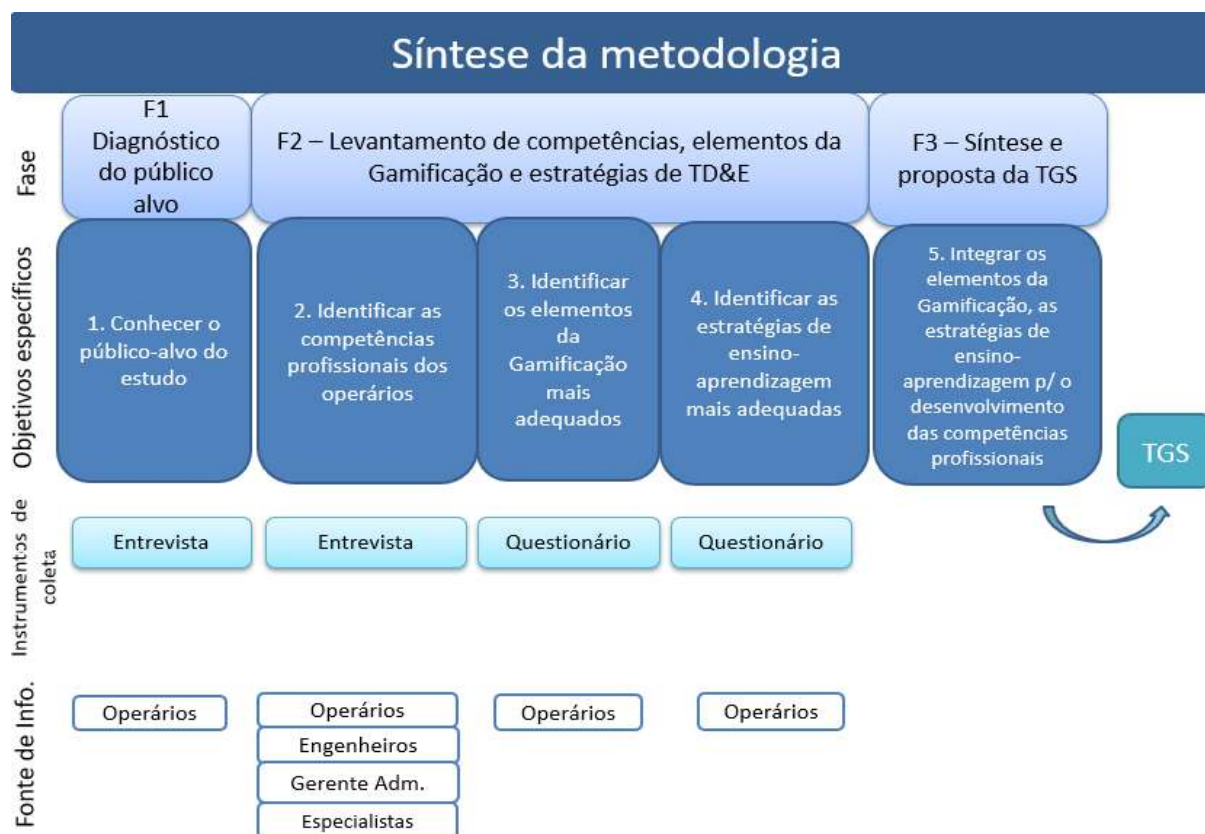 Síntese da metodologia
Fase
F1
Diagnóstico
do público
alvo
F2 – Levantamento de competências, elementos da
Gamificação e estratégias de TD&E
F3 – Síntese e
proposta da TGS
Objetivos específicos
1. Conhecer o
público-alvo do
estudo
2. Identificar as
competências
profissionais dos
operários
3. Identificar
os elementos
da
Gamificação
mais
adequados
4. Identificar as
estratégias de
ensino-
aprendizagem
mais adequadas
5. Integrar os
elementos da
Gamificação, as
estratégias de
ensino-
aprendizagem p/ o
desenvolvimento
das competências
profissionais
TGS
Instrumentos de
coleta
Entrevista
Entrevista
Questionário
Questionário
Fonte de Info.
Operários
Operários
Engenheiros
Gerente Adm.
Especialistas
Operários
Operários